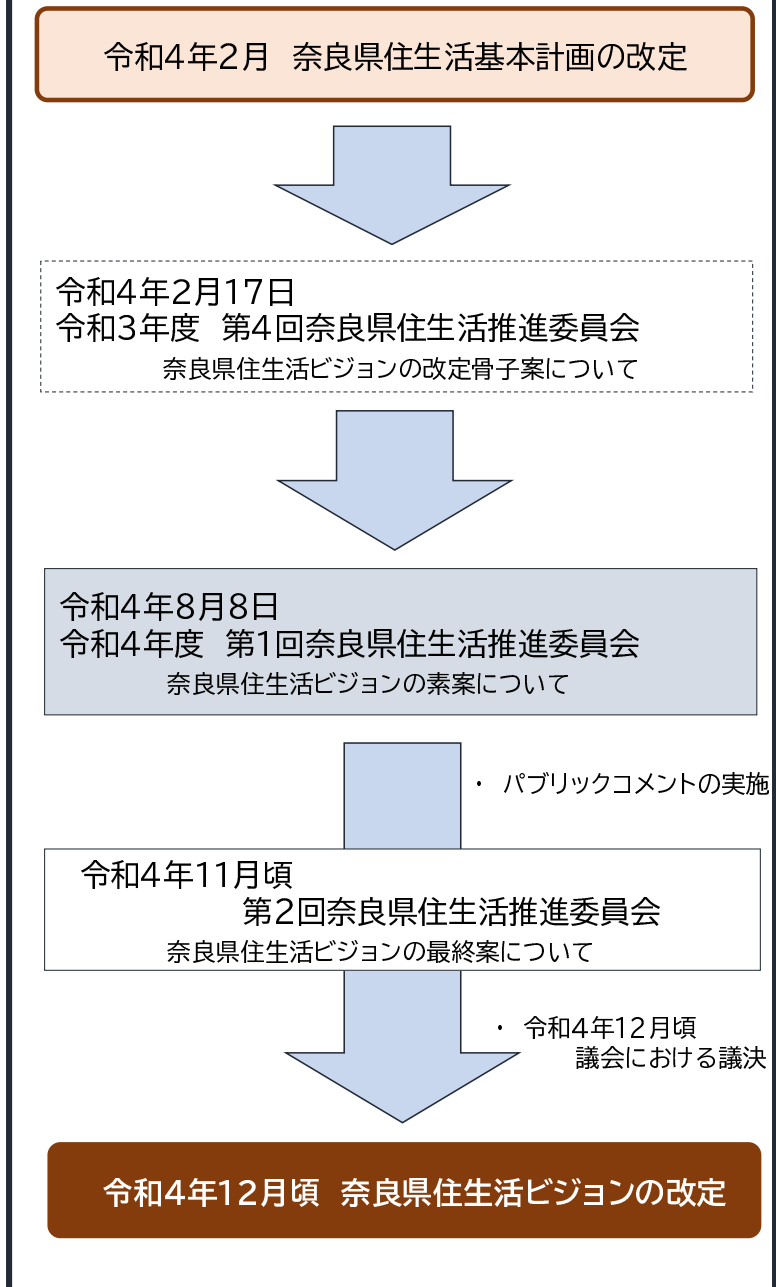 令和4年2月　奈良県住生活基本計画の改定
令和4年2月17日
令和3年度　第4回奈良県住生活推進委員会
奈良県住生活ビジョンの改定骨子案について
令和4年8月8日
令和4年度　第1回奈良県住生活推進委員会
奈良県住生活ビジョンの素案について
・　パブリックコメントの実施
令和4年11月頃
第2回奈良県住生活推進委員会
奈良県住生活ビジョンの最終案について
・　令和4年12月頃
議会における議決
令和4年12月頃　奈良県住生活ビジョンの改定